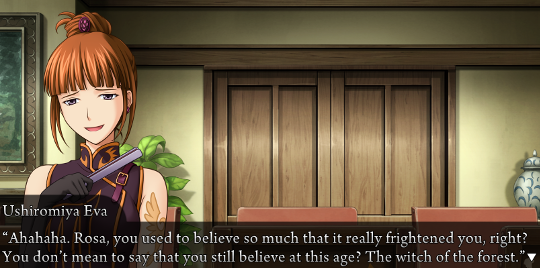 Ushiromiya Eva
“Ahahaha. Rosa, you used to believe so much that it really frightened you, right?
You don’t mean to say that you still believe at this age? The witch of the forest.”